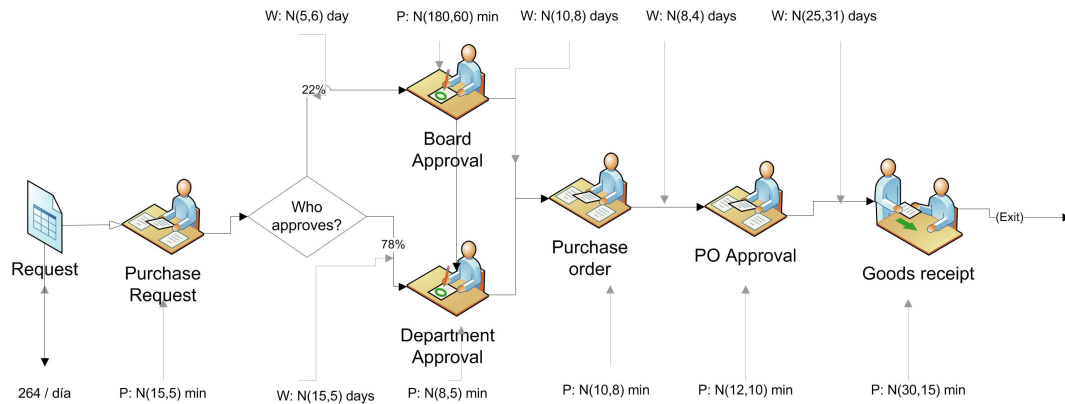 W: N(5,6) day
P: N(180,60) min
W: N(10,8) days
W: N(8,4) days
W: N(25,31) days
22%
Board
Approval
Who
approves?
78%
Request
Purchase
Request
Department
Approval
Purchase
order
PO Approval
Goods receipt
(Exit)
264 / día
P: N(15,5) min
W: N(15,5) days
P: N(8,5) min
P: N(10,8) min
P: N(12,10) min
P: N(30,15) min